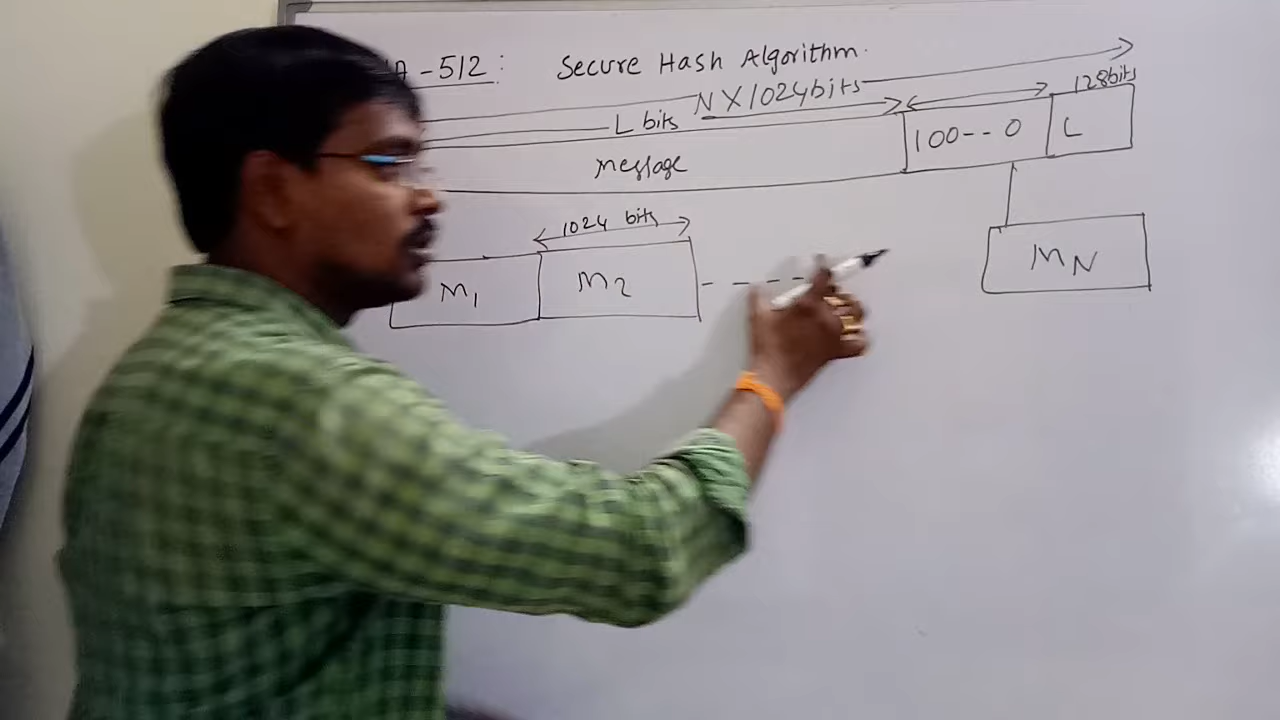 A-512: Secure Hash Algorithm.
N X 1024 bits
128 bits
L bits
message
100--0
L
1024 bits
M1
M2
----
MN